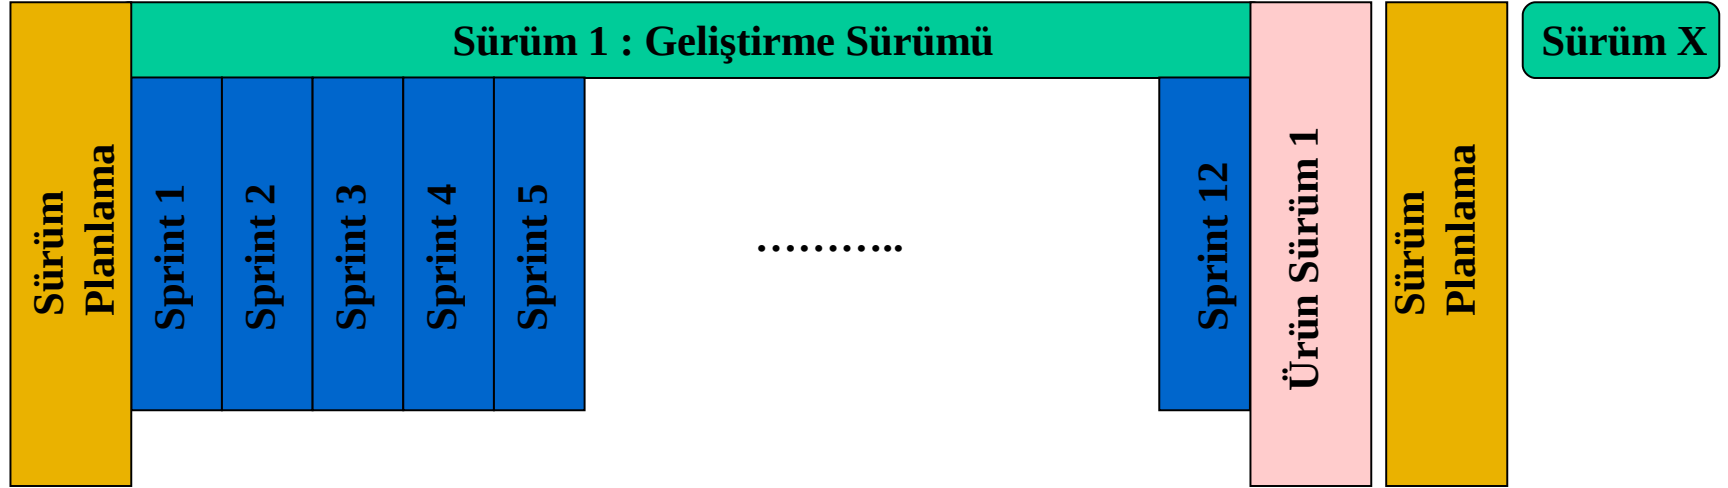 Sürüm 1 : Geliştirme Sürümü
Sürüm X
Sürüm
Planlama
Sprint 1
Sprint 2
Sprint 3
Sprint 4
Sprint 5
………..
Sprint 12
Ürün Sürüm 1
Sürüm
Planlama